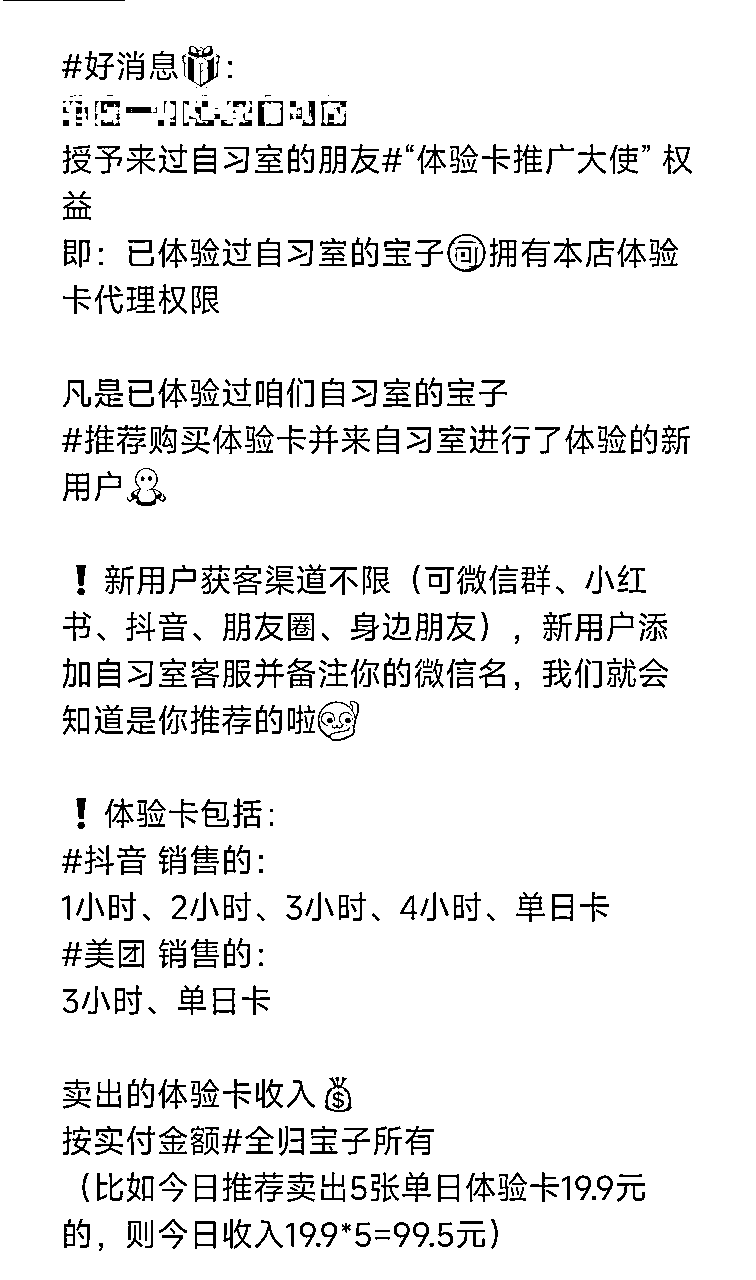 #好消息🎁：
授予来过自习室的朋友#“体验卡推广大使” 权
益
即：已体验过自习室的宝子🉑拥有本店体验
卡代理权限
凡是已体验过咱们自习室的宝子
#推荐购买体验卡并来自习室进行了体验的新
用户
❗新用户获客渠道不限（可微信群、小红
书、抖音、朋友圈、身边朋友），新用户添
加自习室客服并备注你的微信名，我们就会
知道是你推荐的啦
❗体验卡包括：
#抖音 销售的：
1小时、2小时、3小时、4小时、单日卡
#美团 销售的：
3小时、单日卡
卖出的体验卡收入💰
按实付金额#全归宝子所有
（比如今日推荐卖出5张单日体验卡19.9元
的，则今日收入19.9*5=99.5元）